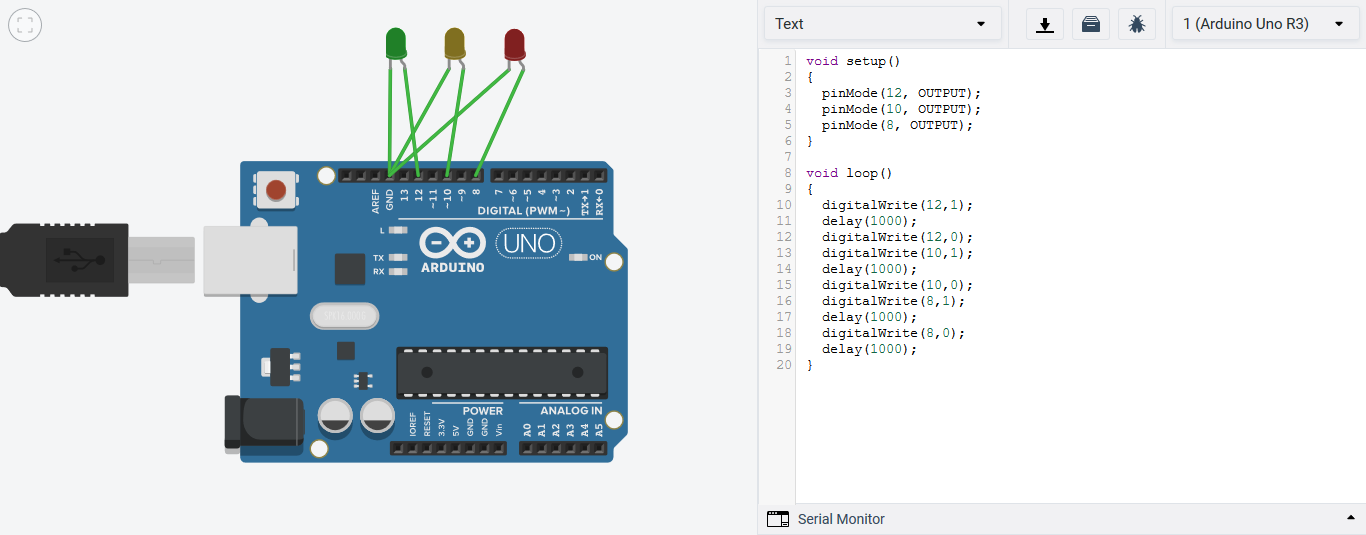 Text
1 (Arduino Uno R3)
1 void setup()
2 {
3   pinMode(12, OUTPUT);
4   pinMode(10, OUTPUT);
5   pinMode(8, OUTPUT);
6 }
7
8 void loop()
9 {
10   digitalWrite(12,1);
11   delay(1000);
12   digitalWrite(12,0);
13   digitalWrite(10,1);
14   delay(1000);
15   digitalWrite(10,0);
16   digitalWrite(8,1);
17   delay(1000);
18   digitalWrite(8,0);
19   delay(1000);
20 }
Serial Monitor
AREF GND 13 12 ~11 ~10 ~9 8 7 ~6 ~5 4 ~3 2 TX→1 RX←0
DIGITAL (PWM ~)
L
TX
RX
UNO
ARDUINO
ON
POWER
ANALOG IN
IOREF RESET 3.3V 5V GND GND Vin A0 A1 A2 A3 A4 A5